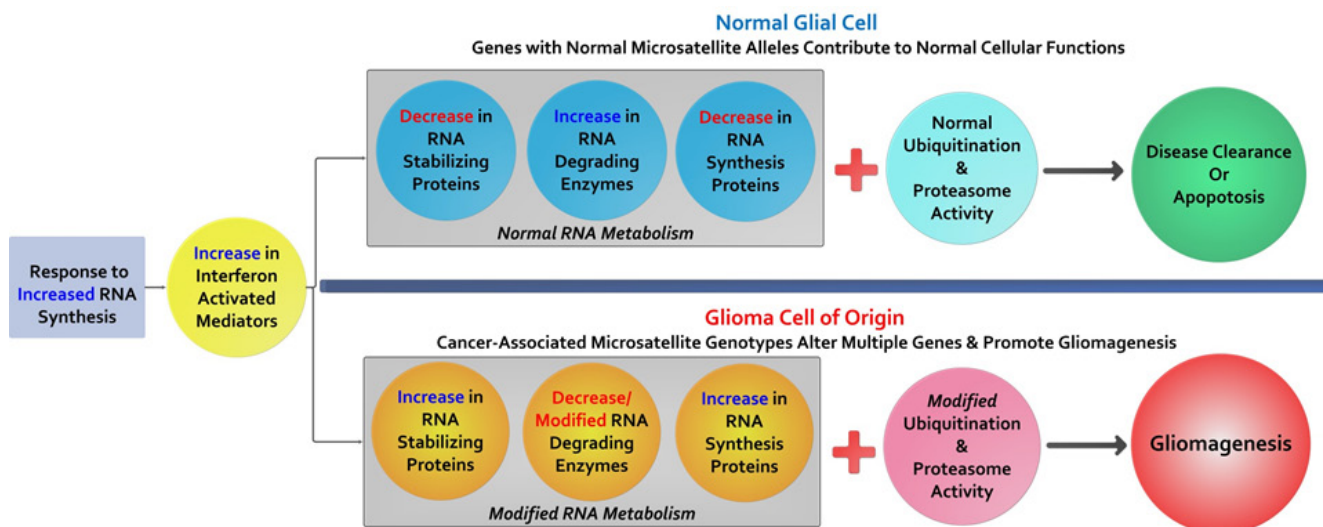 Normal Glial Cell
Genes with Normal Microsatellite Alleles Contribute to Normal Cellular Functions
Decrease in
RNA
Stabilizing
Proteins
Increase in
RNA
Degrading
Enzymes
Decrease in
RNA
Synthesis
Proteins
Normal RNA Metabolism
Normal
Ubiquitination
&
Proteasome
Activity
Disease Clearance
Or
Apopotosis
Response to
Increased RNA
Synthesis
Increase in
Interferon
Activated
Mediators
Glioma Cell of Origin
Cancer-Associated Microsatellite Genotypes Alter Multiple Genes & Promote Gliomagenesis
Increase in
RNA
Stabilizing
Proteins
Decrease/
Modified RNA
Degrading
Enzymes
Increase in
RNA
Synthesis
Proteins
Modified RNA Metabolism
Modified
Ubiquitination
&
Proteasome
Activity
Gliomagenesis